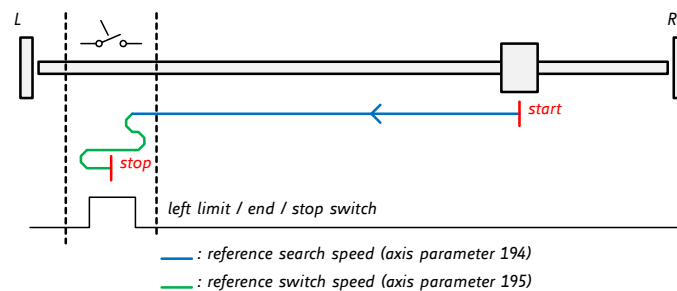 L
R
start
stop
left limit / end / stop switch
: reference search speed (axis parameter 194)
: reference switch speed (axis parameter 195)